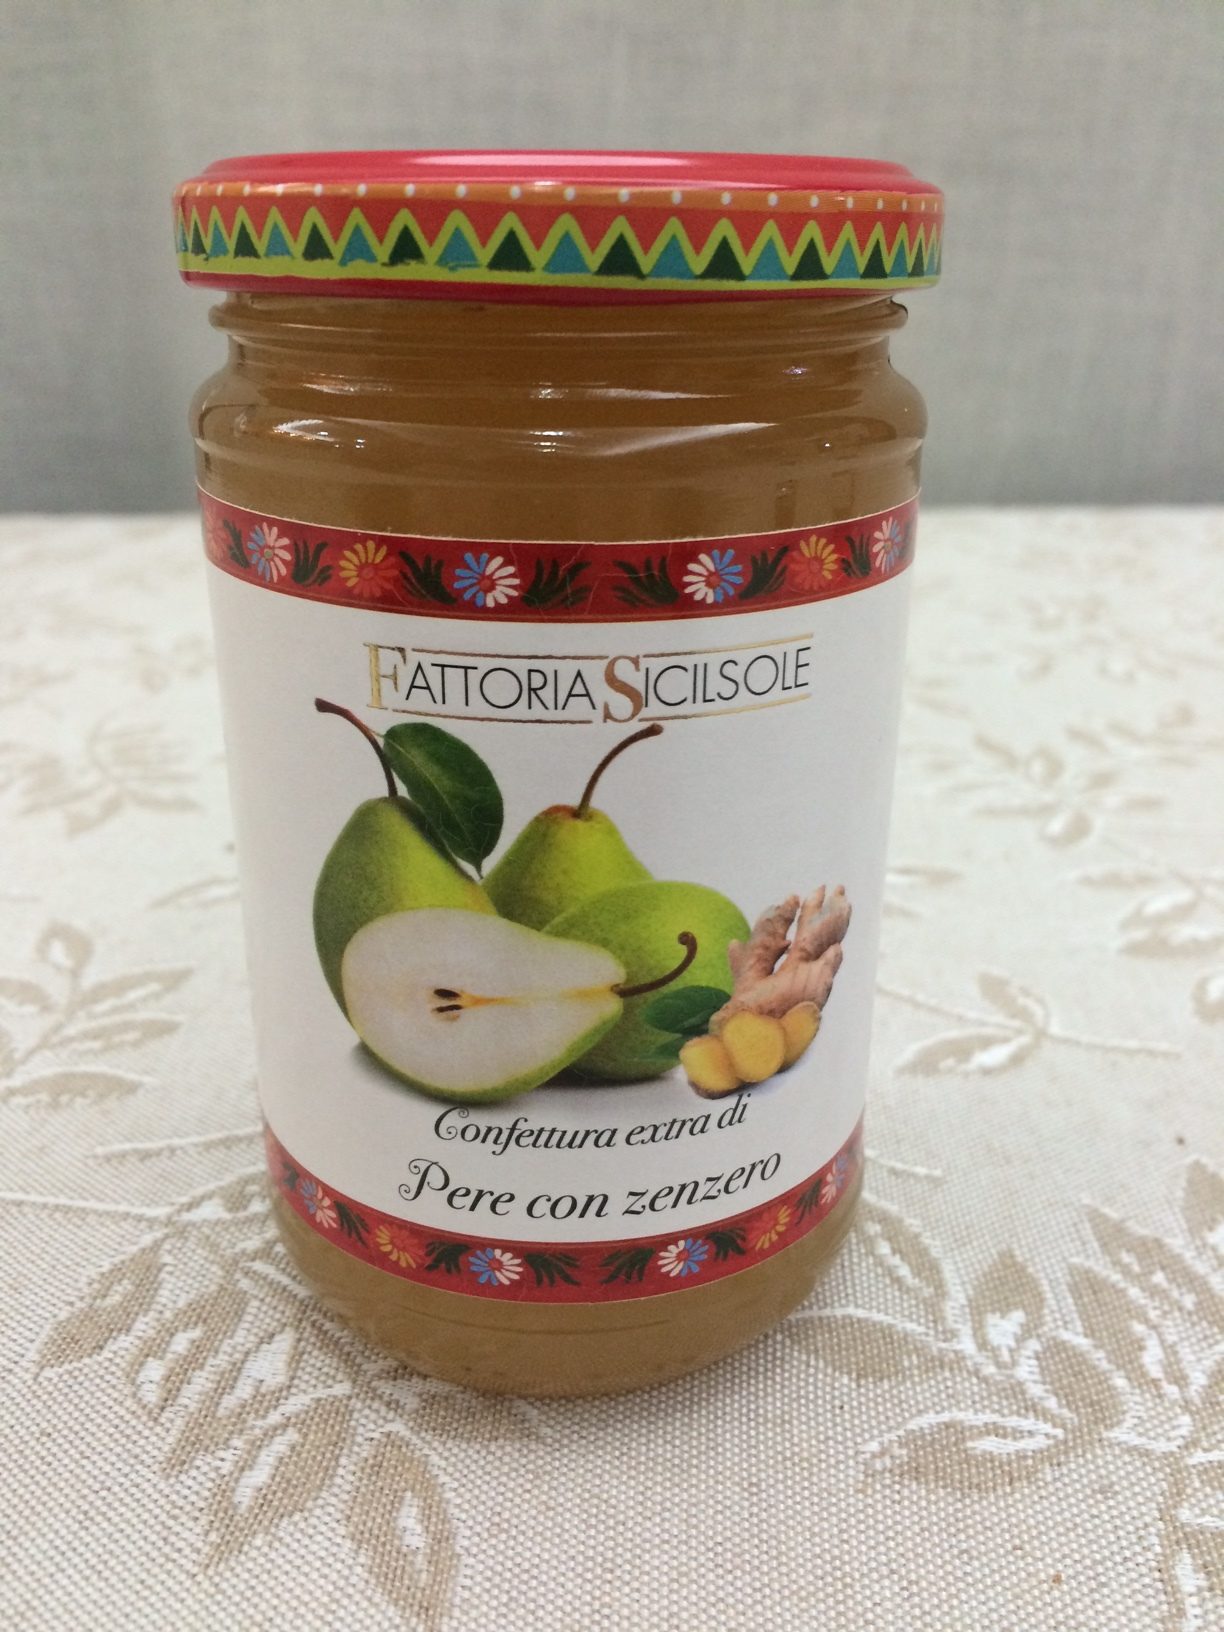 FATTORIA SICILSOLE
Confettura extra di
Pere con zenzero